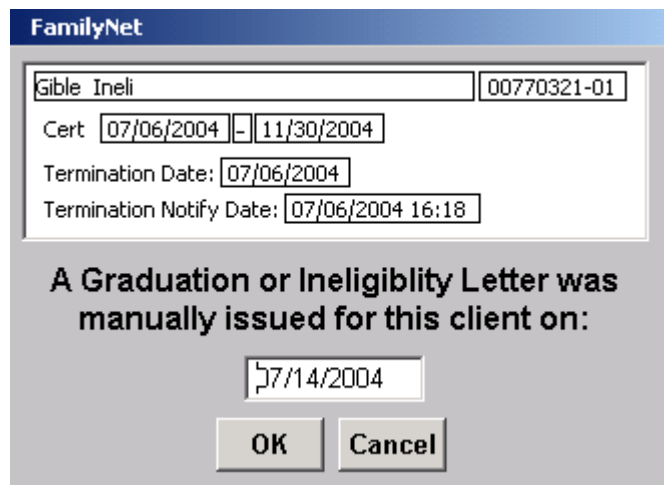 FamilyNet
Gible Ineli 00770321-01
Cert 07/06/2004 - 11/30/2004
Termination Date: 07/06/2004
Termination Notify Date: 07/06/2004 16:18
A Graduation or Ineligiblity Letter was
manually issued for this client on:
07/14/2004
OK Cancel